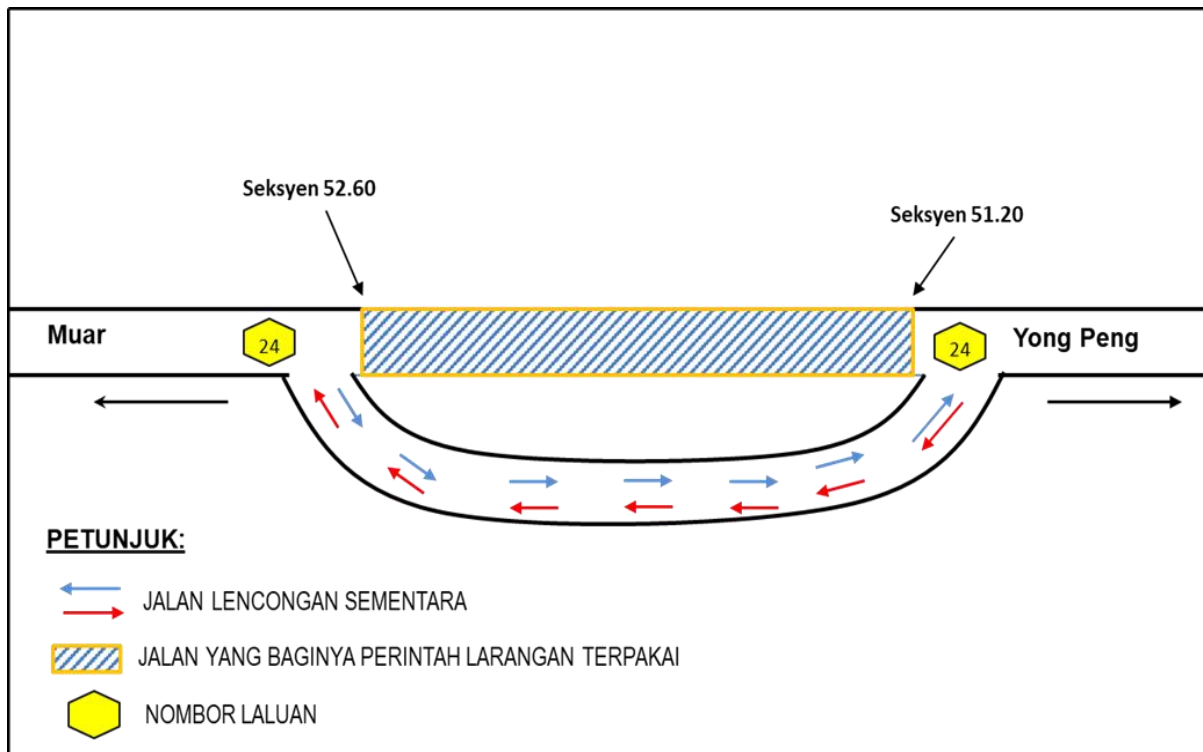 Seksyen 52.60
Seksyen 51.20
Muar
24
24
Yong Peng
PETUNJUK:
JALAN LENCONGAN SEMENTARA
JALAN YANG BAGINYA PERINTAH LARANGAN TERPAKAI
NOMBOR LALUAN